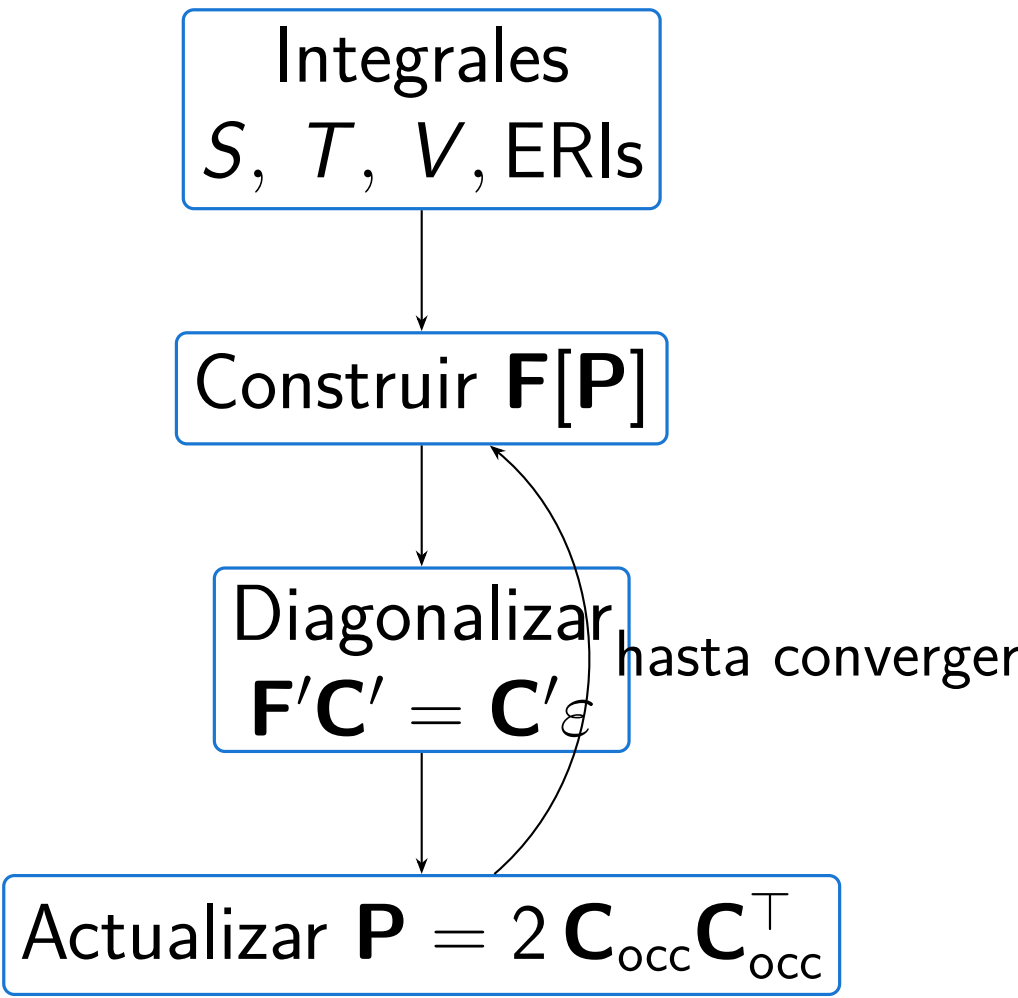 Integrales
S, T, V, ERIs
Construir F[P]
Diagonalizar
F′C′ = C′ε
hasta converger
Actualizar P = 2 C_occ C_occ^⊤